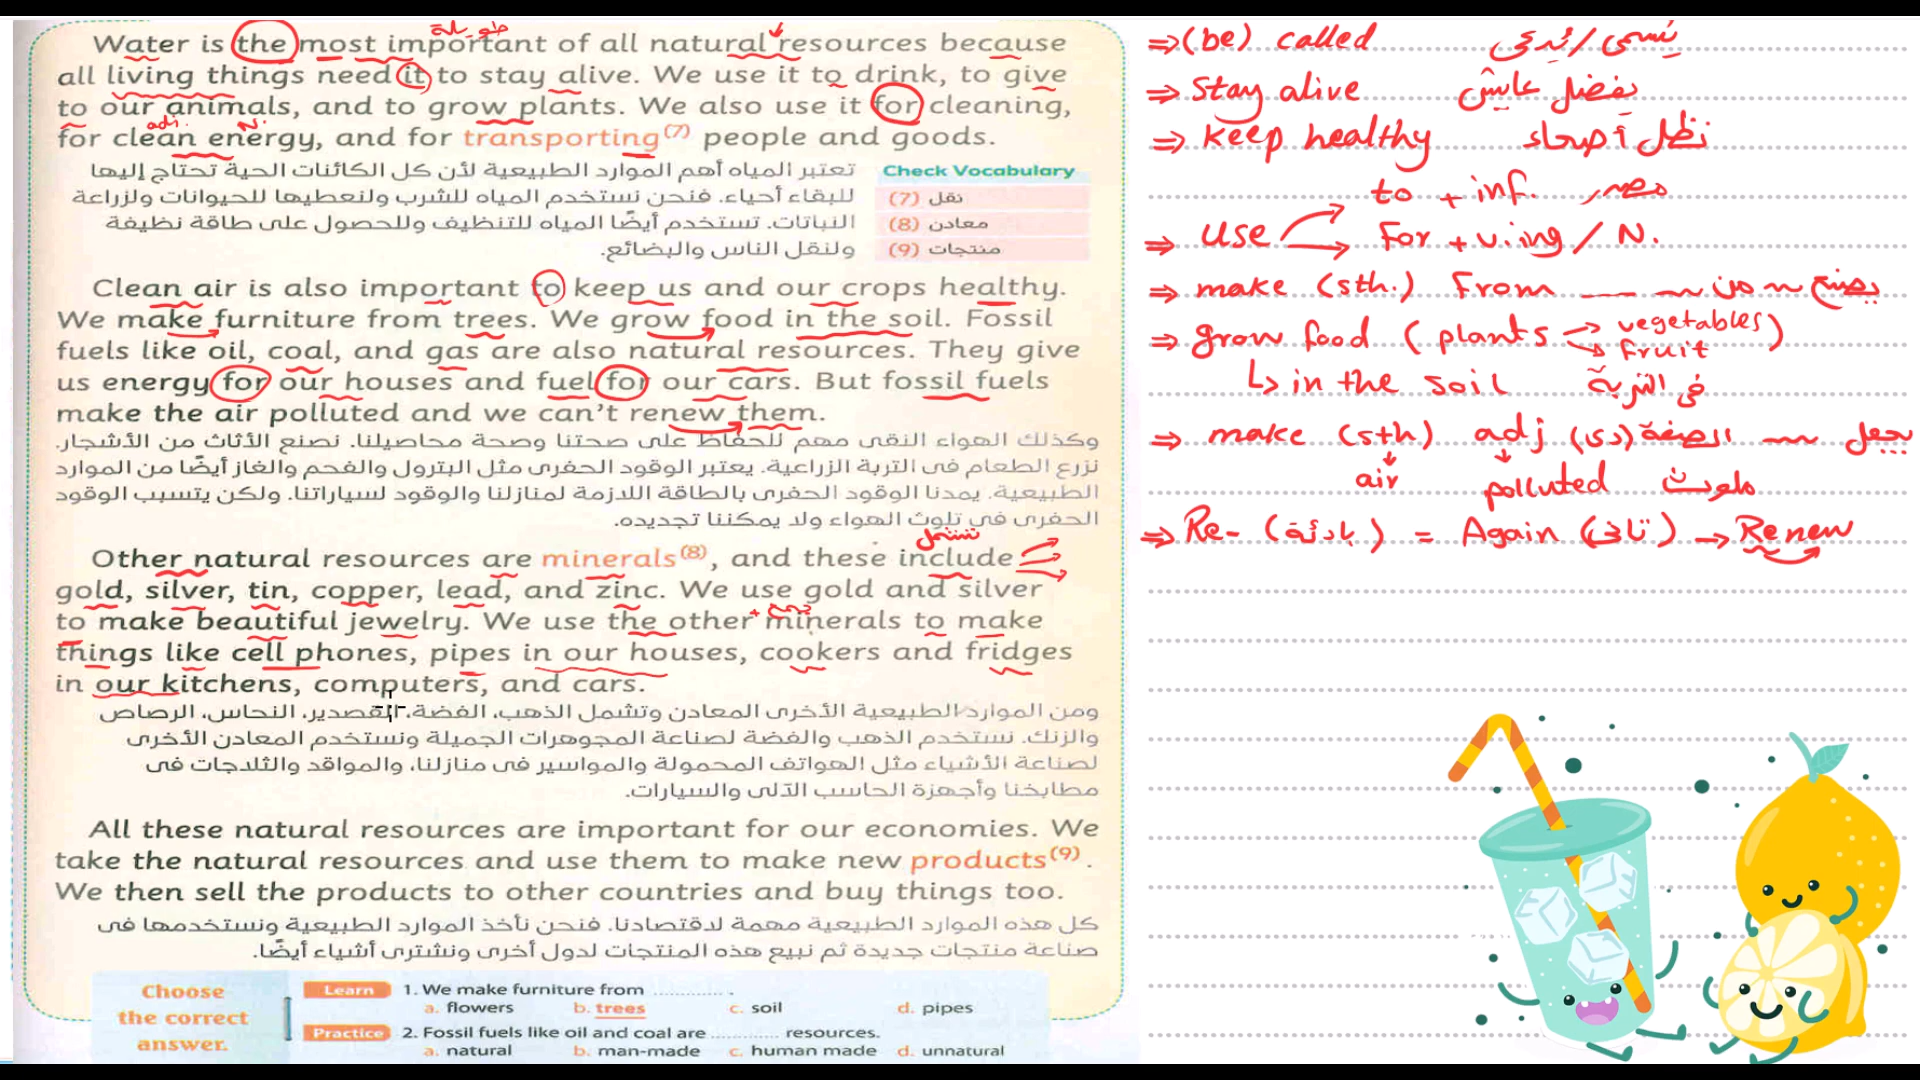 Water is the most important of all natural resources because
all living things need it to stay alive. We use it to drink, to give
to our animals, and to grow plants. We also use it for cleaning,
adj. N.
for clean energy, and for transporting(7) people and goods.
تعتبر المياه أهم الموارد الطبيعية لأن كل الكائنات الحية تحتاج إليها
للبقاء أحياء. فنحن نستخدم المياه للشرب ولنعطيها للحيوانات ولزراعة
النباتات. تستخدم أيضًا المياه للتنظيف وللحصول على طاقة نظيفة
ولنقل الناس والبضائع.
Check Vocabulary
(7) نقل
(8) معادن
(9) منتجات
Clean air is also important to keep us and our crops healthy.
We make furniture from trees. We grow food in the soil. Fossil
fuels like oil, coal, and gas are also natural resources. They give
us energy for our houses and fuel for our cars. But fossil fuels
make the air polluted and we can't renew them.
وكذلك الهواء النقى مهم للحفاظ على صحتنا وصحة محاصيلنا. نصنع الأثاث من الأشجار.
نزرع الطعام فى التربة الزراعية. يعتبر الوقود الحفرى مثل البترول والفحم والغاز أيضًا من الموارد
الطبيعية. يمدنا الوقود الحفرى بالطاقة اللازمة لمنازلنا والوقود لسياراتنا. ولكن يتسبب الوقود
الحفرى فى تلوث الهواء ولا يمكننا تجديده.
تشتمل
Other natural resources are minerals(8), and these include
gold, silver, tin, copper, lead, and zinc. We use gold and silver
to make beautiful jewelry. We use the other minerals to make
things like cell phones, pipes in our houses, cookers and fridges
in our kitchens, computers, and cars.
ومن الموارد الطبيعية الأخرى المعادن وتشمل الذهب، الفضة، القصدير، النحاس، الرصاص
والزنك. نستخدم الذهب والفضة لصناعة المجوهرات الجميلة ونستخدم المعادن الأخرى
لصناعة الأشياء مثل الهواتف المحمولة والمواسير فى منازلنا، والمواقد والثلاجات فى
مطابخنا وأجهزة الحاسب الآلى والسيارات.
All these natural resources are important for our economies. We
take the natural resources and use them to make new products(9).
We then sell the products to other countries and buy things too.
كل هذه الموارد الطبيعية مهمة لاقتصادنا. فنحن نأخذ الموارد الطبيعية ونستخدمها فى
صناعة منتجات جديدة ثم نبيع هذه المنتجات لدول أخرى ونشترى أشياء أيضًا.
Choose
the correct
answer.
Learn 1. We make furniture from ............. .
a. flowers b. trees c. soil d. pipes
Practice 2. Fossil fuels like oil and coal are ............ resources.
a. natural b. man-made c. human made d. unnatural
⇒ (be) called يُسمى / يُدعى
⇒ Stay alive يفضل عايش
⇒ Keep healthy نظل أصحاء
to + inf. مصدر
⇒ use For + v.ing / N.
⇒ make (sth.) From يصنع من
⇒ grow food (plants → vegetables
→ fruit)
↳ in the soil فى التربة
⇒ make (sth) adj (دى) الصفة يجعل
air polluted ملوث
⇒ Re- (بادئة) = Again (تانى) → Renew